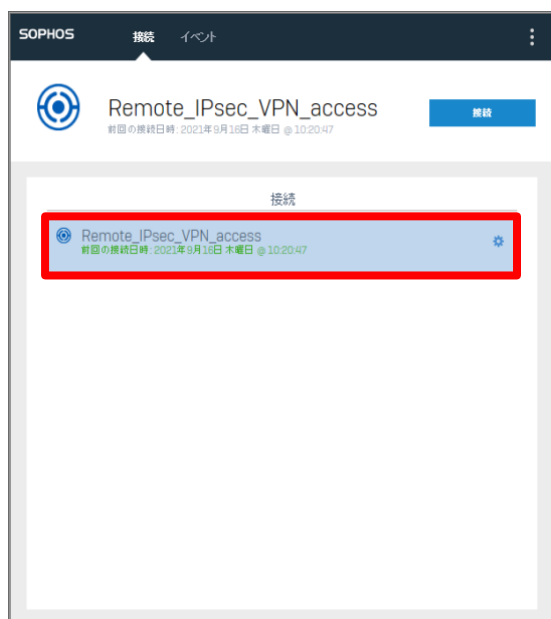 SOPHOS 接続 イベント
Remote_IPsec_VPN_access
前回の接続日時: 2021年9月16日 木曜日 @ 10:20:47
接続
接続
Remote_IPsec_VPN_access
前回の接続日時: 2021年9月16日 木曜日 @ 10:20:47